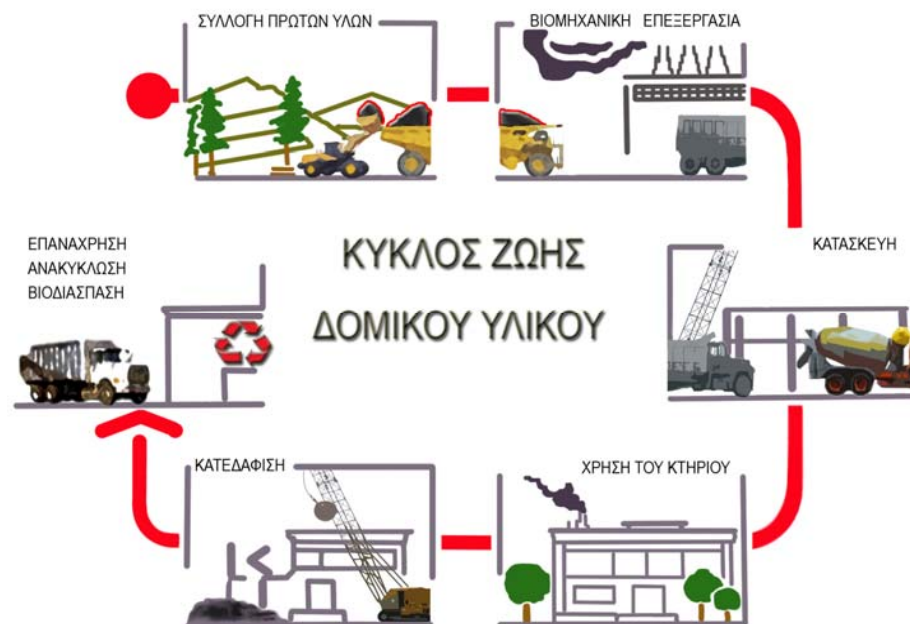 ΣΥΛΛΟΓΗ ΠΡΩΤΩΝ ΥΛΩΝ
ΒΙΟΜΗΧΑΝΙΚΗ ΕΠΕΞΕΡΓΑΣΙΑ
ΚΥΚΛΟΣ ΖΩΗΣ
ΔΟΜΙΚΟΥ ΥΛΙΚΟΥ
ΚΑΤΑΣΚΕΥΗ
ΧΡΗΣΗ ΤΟΥ ΚΤΗΡΙΟΥ
ΚΑΤΕΔΑΦΙΣΗ
ΕΠΑΝΑΧΡΗΣΗ
ΑΝΑΚΥΚΛΩΣΗ
ΒΙΟΔΙΑΣΠΑΣΗ